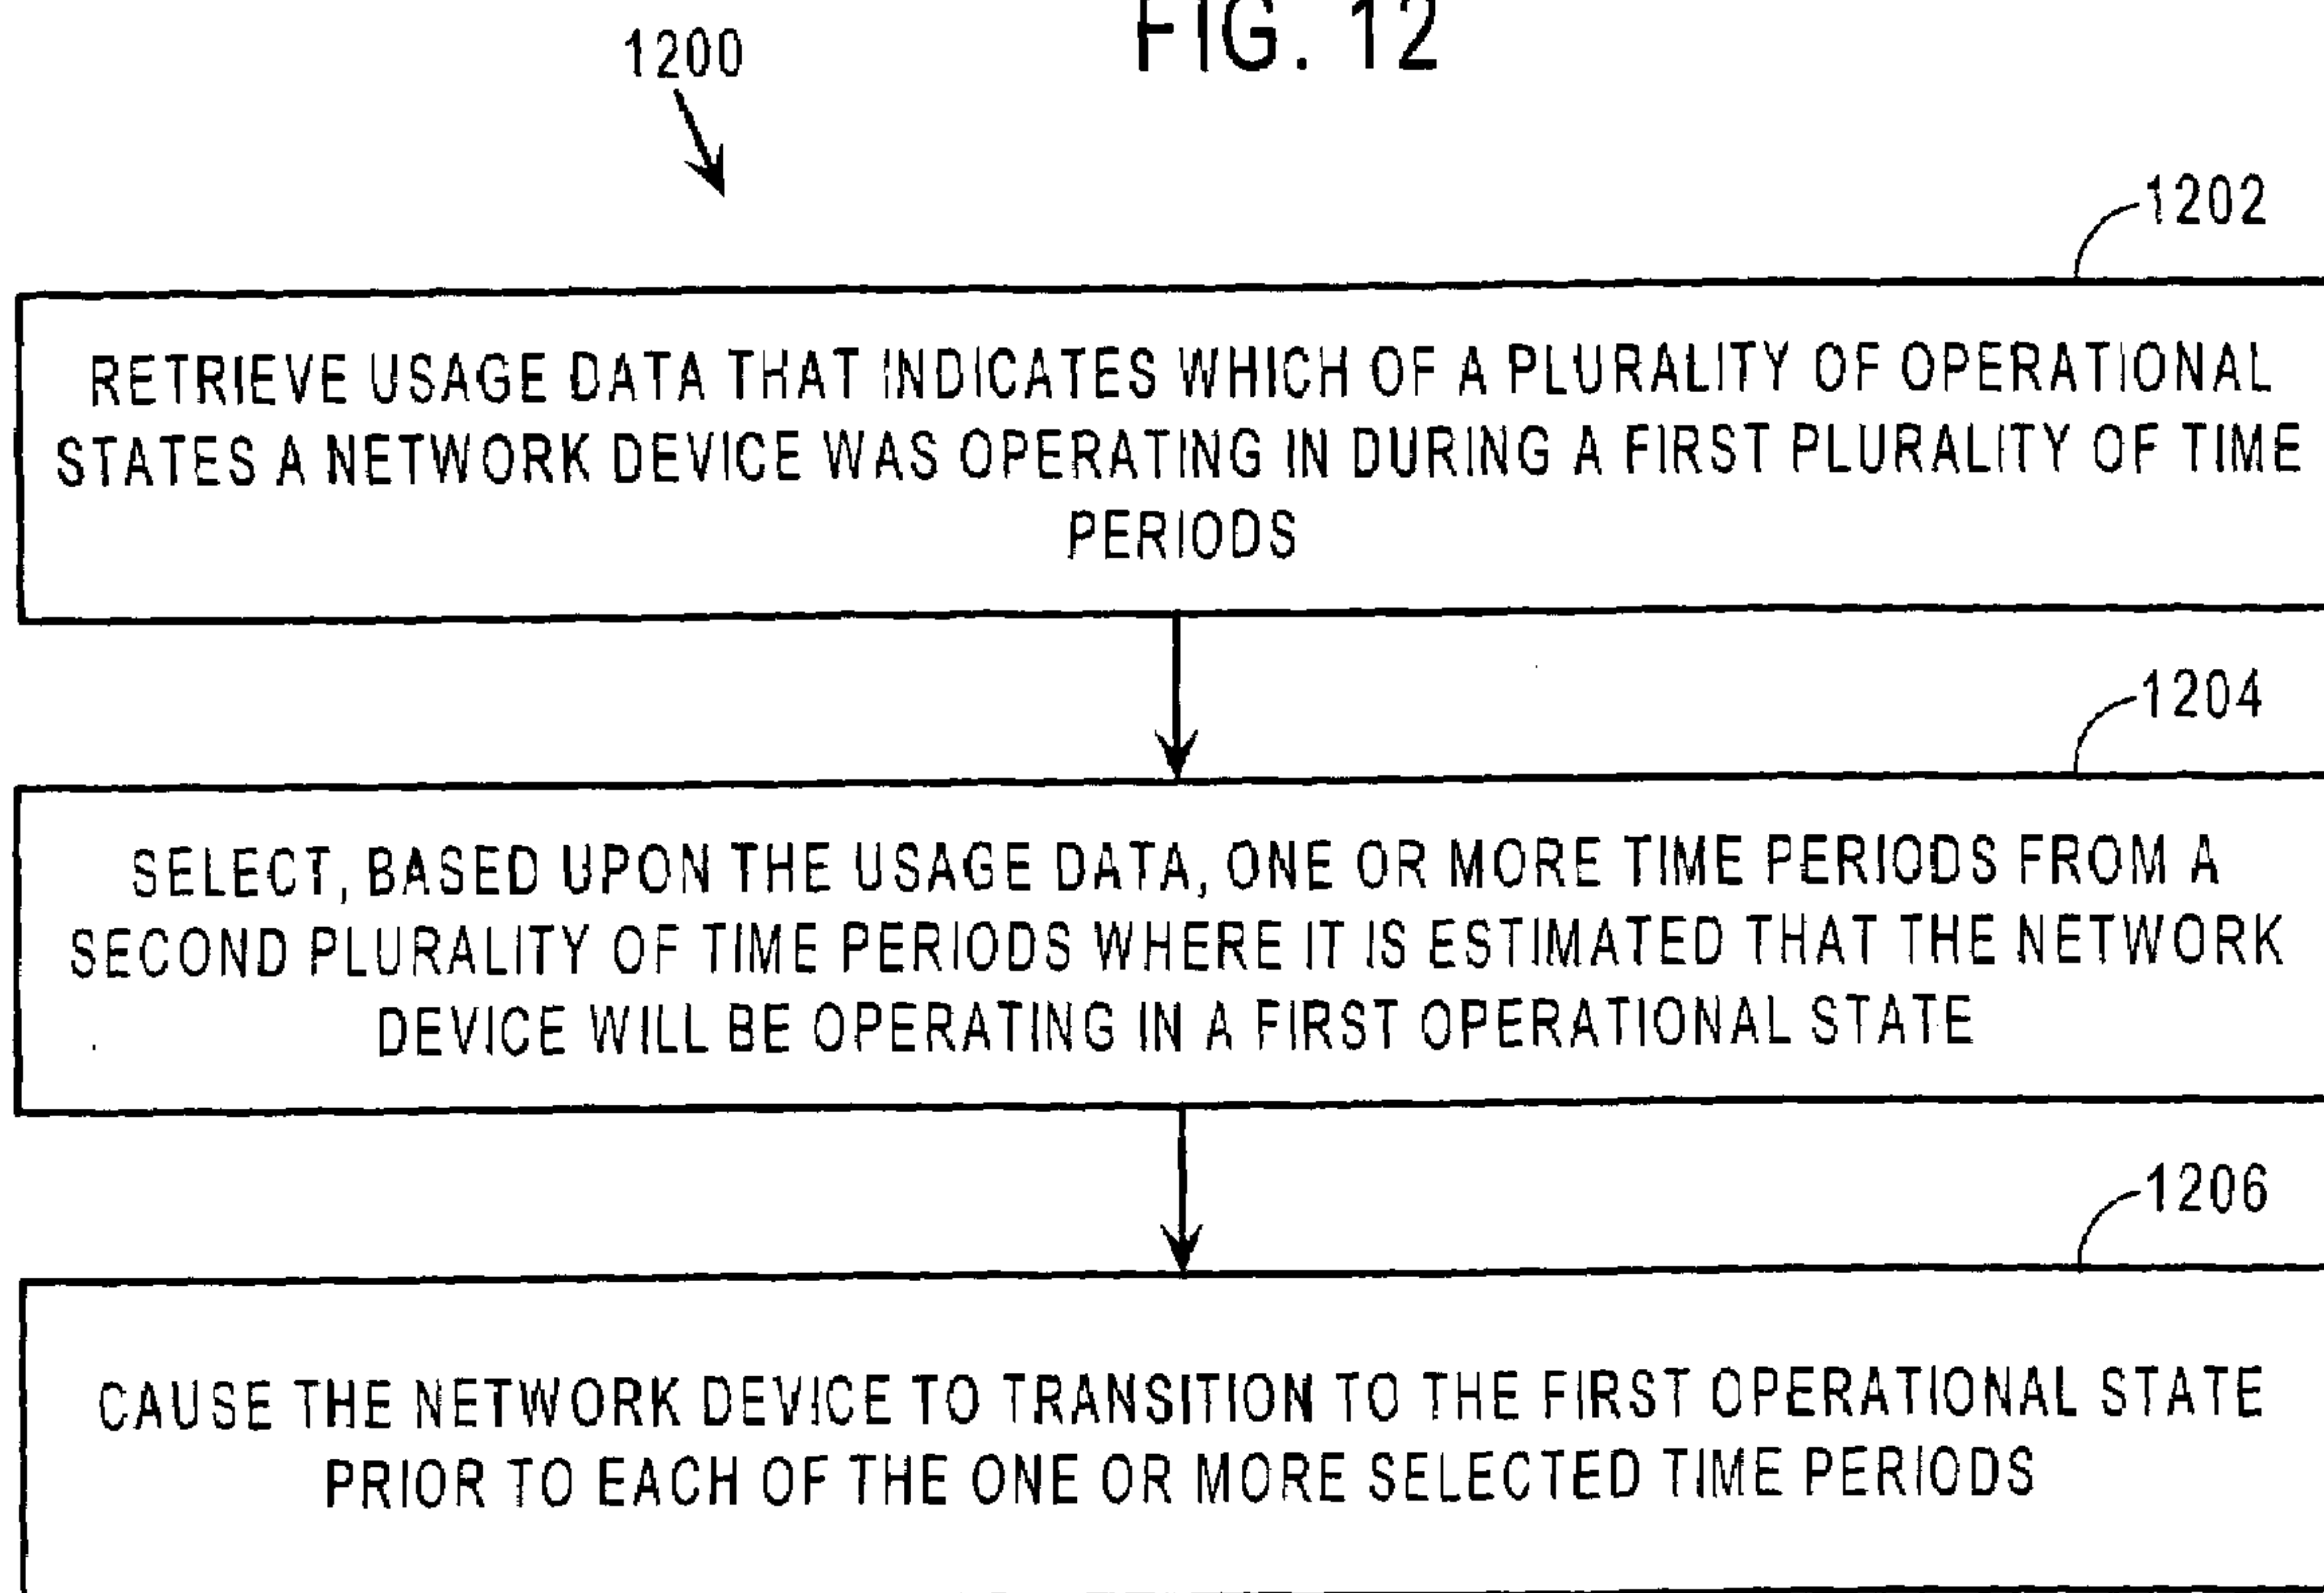 FIG. 12
1200
1202
RETRIEVE USAGE DATA THAT INDICATES WHICH OF A PLURALITY OF OPERATIONAL
STATES A NETWORK DEVICE WAS OPERATING IN DURING A FIRST PLURALITY OF TIME
PERIODS
1204
SELECT, BASED UPON THE USAGE DATA, ONE OR MORE TIME PERIODS FROM A
SECOND PLURALITY OF TIME PERIODS WHERE IT IS ESTIMATED THAT THE NETWORK
DEVICE WILL BE OPERATING IN A FIRST OPERATIONAL STATE
1206
CAUSE THE NETWORK DEVICE TO TRANSITION TO THE FIRST OPERATIONAL STATE
PRIOR TO EACH OF THE ONE OR MORE SELECTED TIME PERIODS